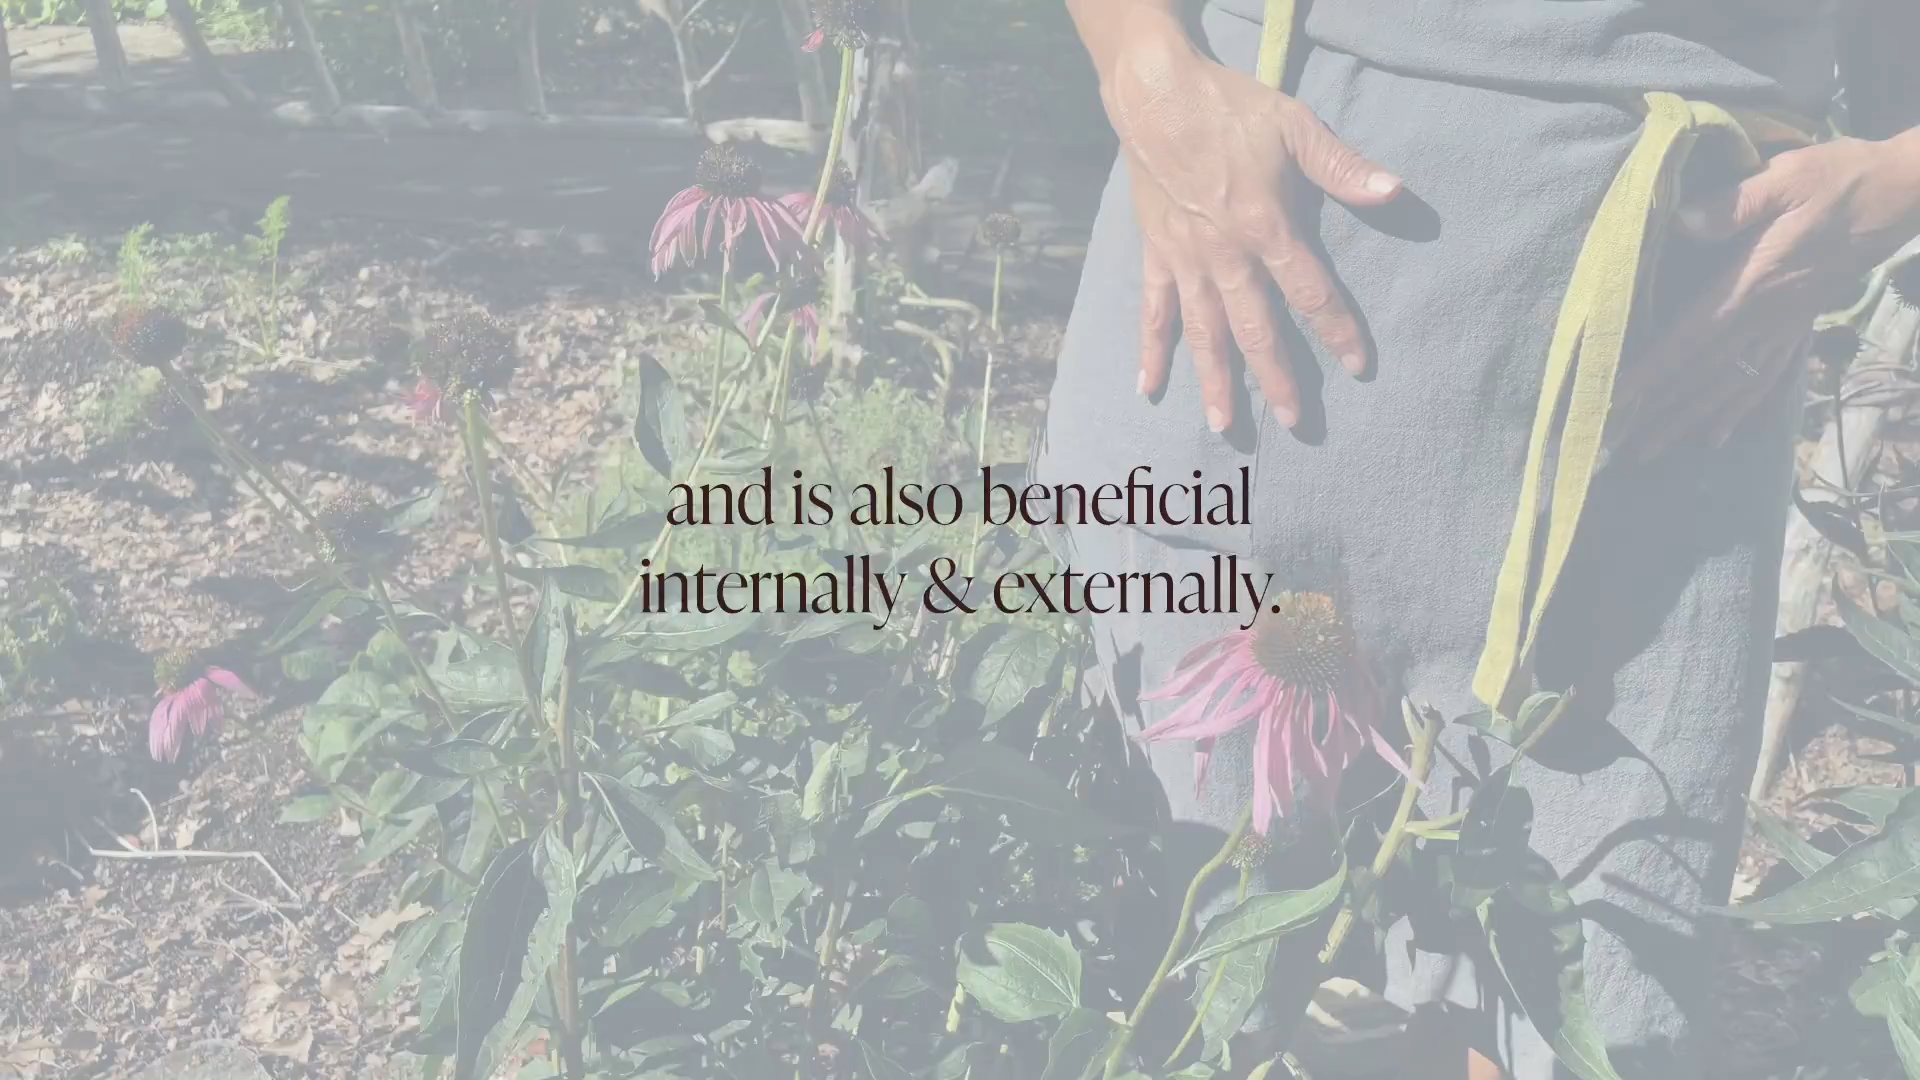 and is also beneficial
internally & externally.